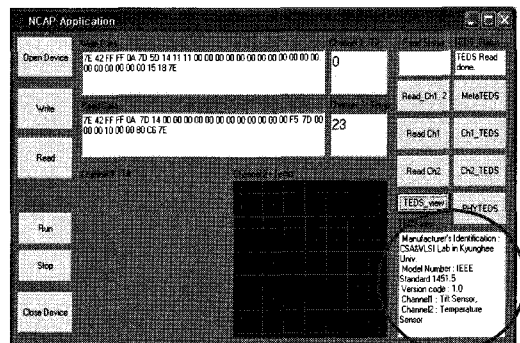 NCAP Application
Open Device
Write
Read
Run
Stop
Close Device
7E 42 FF FF 0A 7D 5D 14 11 11 00 00 00 00 00 00 00 00 00 00 00 00
00 00 00 00 00 00 15 18 7E
0
TEDS Read
done.
7E 42 FF FF 0A 7D 14 00 00 00 00 00 00 00 00 00 00 00 F5 7D 00
00 00 10 00 00 80 C6 7E
23
Read_Ch1_2
MetaTEDS
Read Ch1
Ch1_TEDS
Read Ch2
Ch2_TEDS
TEDS_view
PHYTEDS
Manufacturer's Identification :
CSA&VLSI Lab in Kyunghee
Univ.
Model Number : IEEE
Standard 1451.5
Version code : 1.0
Channel1 : Tilt Sensor,
Channel2 : Temperature
Sensor